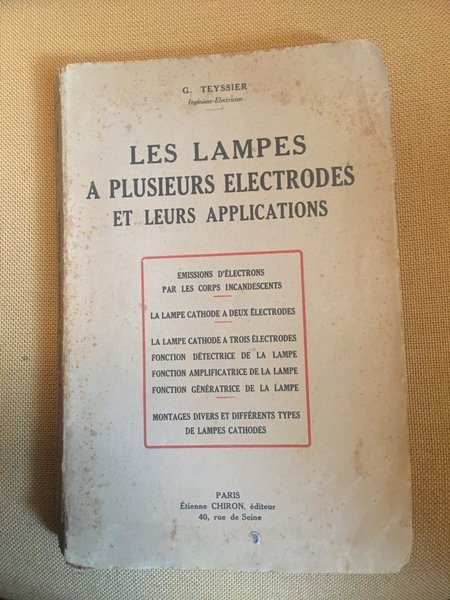 G. TEYSSIER
Ingénieur-Electricien
LES LAMPES
A PLUSIEURS ELECTRODES
ET LEURS APPLICATIONS
EMISSIONS D'ÉLECTRONS
PAR LES CORPS INCANDESCENTS
LA LAMPE CATHODE A DEUX ÉLECTRODES
LA LAMPE CATHODE A TROIS ÉLECTRODES
FONCTION DÉTECTRICE DE LA LAMPE
FONCTION AMPLIFICATRICE DE LA LAMPE
FONCTION GÉNÉRATRICE DE LA LAMPE
MONTAGES DIVERS ET DIFFÉRENTS TYPES
DE LAMPES CATHODES
PARIS
Étienne CHIRON, éditeur
40, rue de Seine